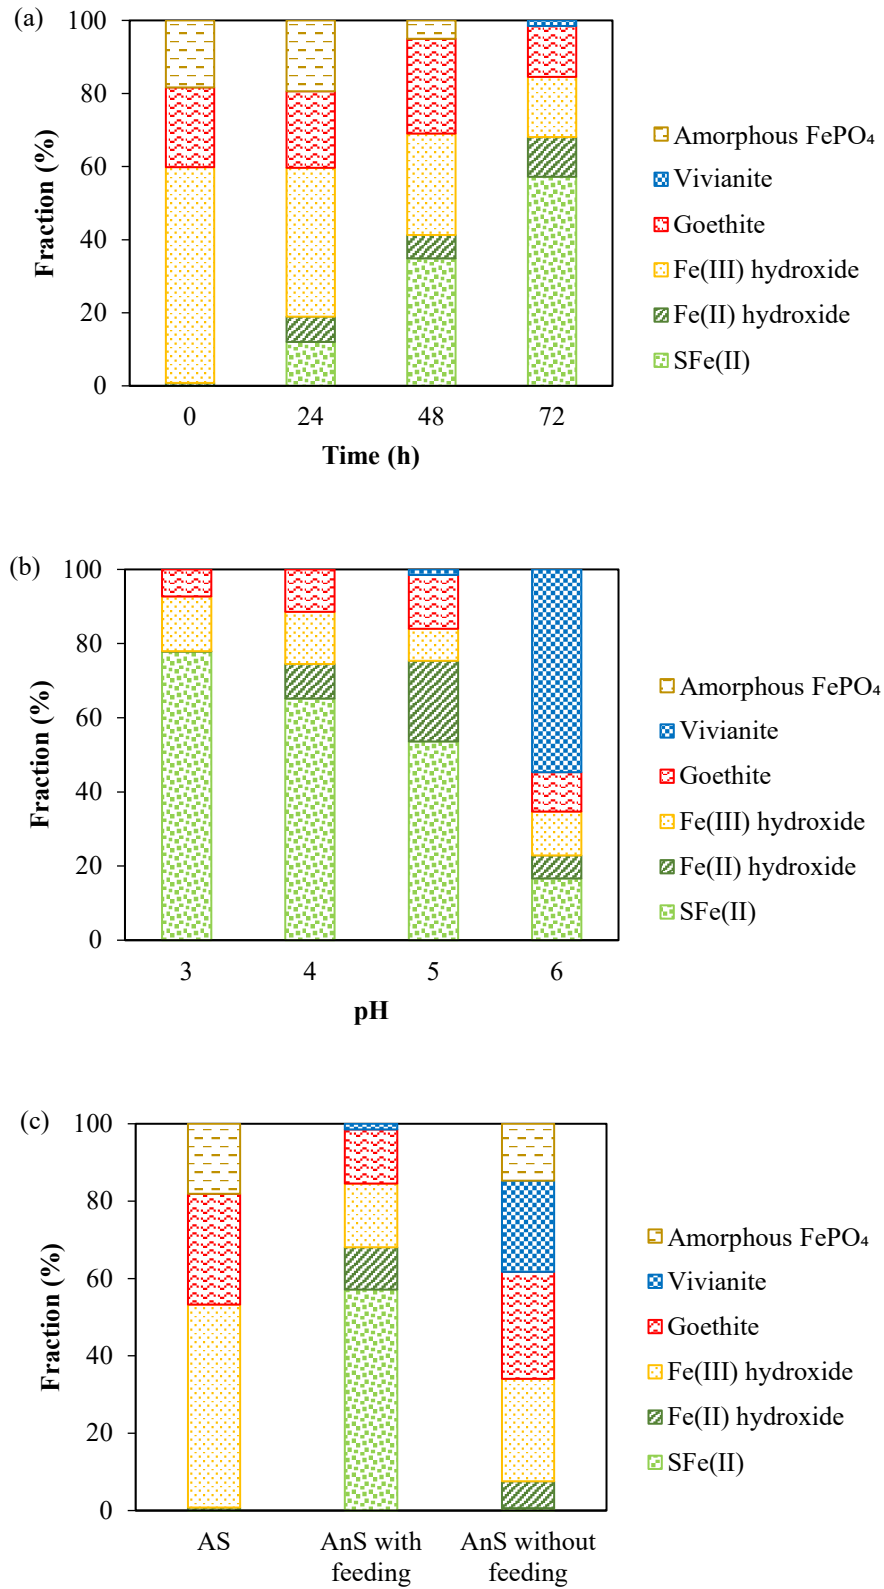 (a)
100
80
60
40
20
0
Fraction (%)
0 24 48 72
Time (h)
Amorphous FePO₄
Vivianite
Goethite
Fe(III) hydroxide
Fe(II) hydroxide
SFe(II)
(b)
100
80
60
40
20
0
Fraction (%)
3 4 5 6
pH
Amorphous FePO₄
Vivianite
Goethite
Fe(III) hydroxide
Fe(II) hydroxide
SFe(II)
(c)
100
80
60
40
20
0
Fraction (%)
AS AnS with AnS without
feeding feeding
Amorphous FePO₄
Vivianite
Goethite
Fe(III) hydroxide
Fe(II) hydroxide
SFe(II)